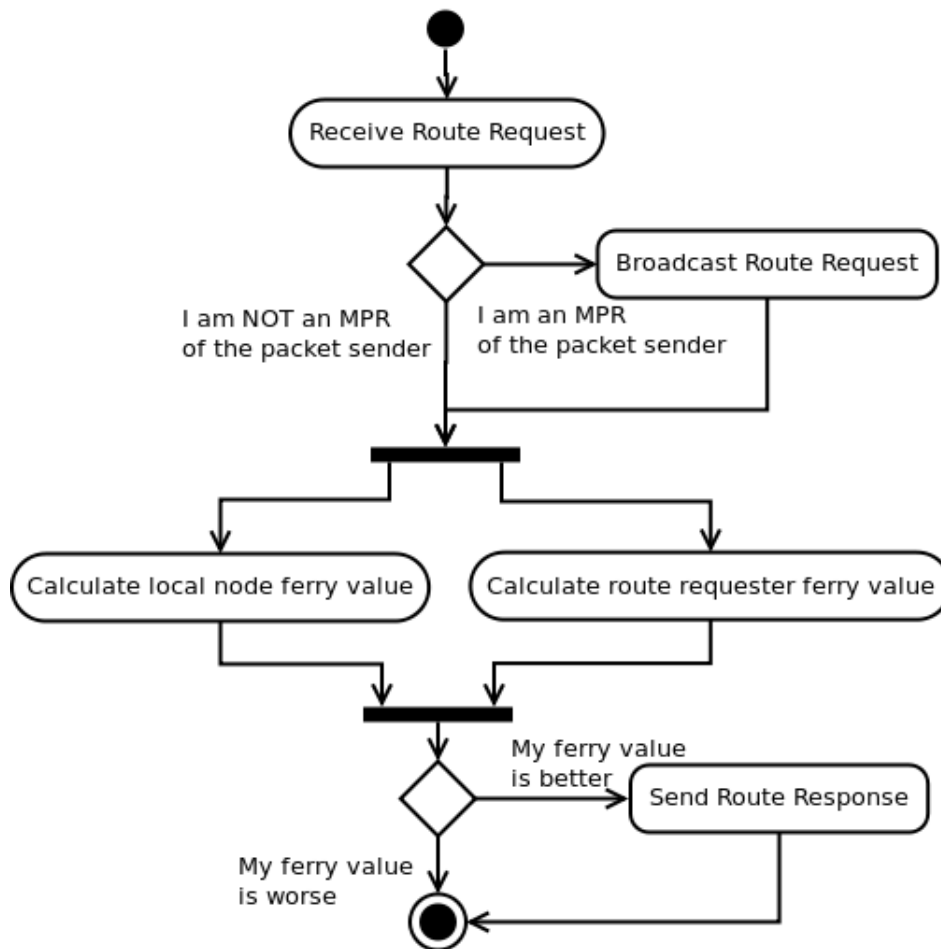 Receive Route Request
Broadcast Route Request
I am NOT an MPR
of the packet sender
I am an MPR
of the packet sender
Calculate local node ferry value
Calculate route requester ferry value
My ferry value
is better
Send Route Response
My ferry value
is worse